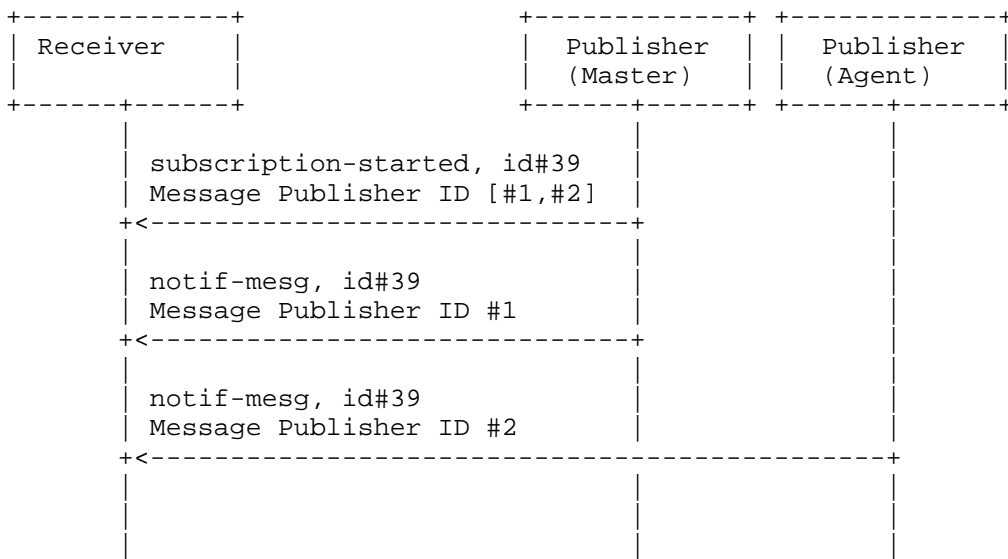 Receiver Publisher Publisher
(Master) (Agent)
subscription-started, id#39
Message Publisher ID [#1,#2]
notif-mesg, id#39
Message Publisher ID #1
notif-mesg, id#39
Message Publisher ID #2